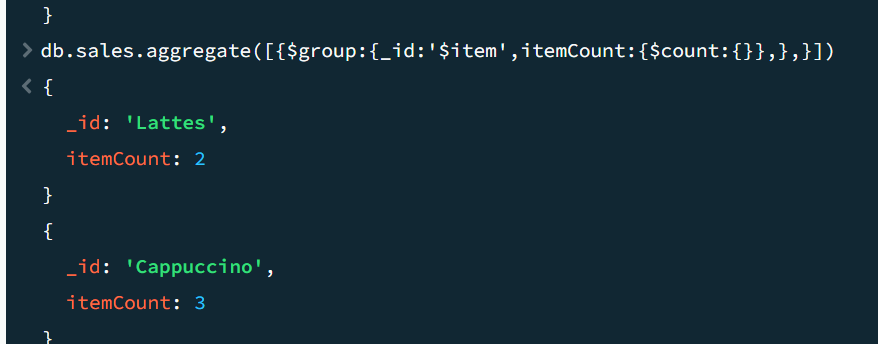 }
> db.sales.aggregate([{$group:{_id:'$item',itemCount:{$count:{}},},}])
< {
_id: 'Lattes',
itemCount: 2
}
{
_id: 'Cappuccino',
itemCount: 3
}